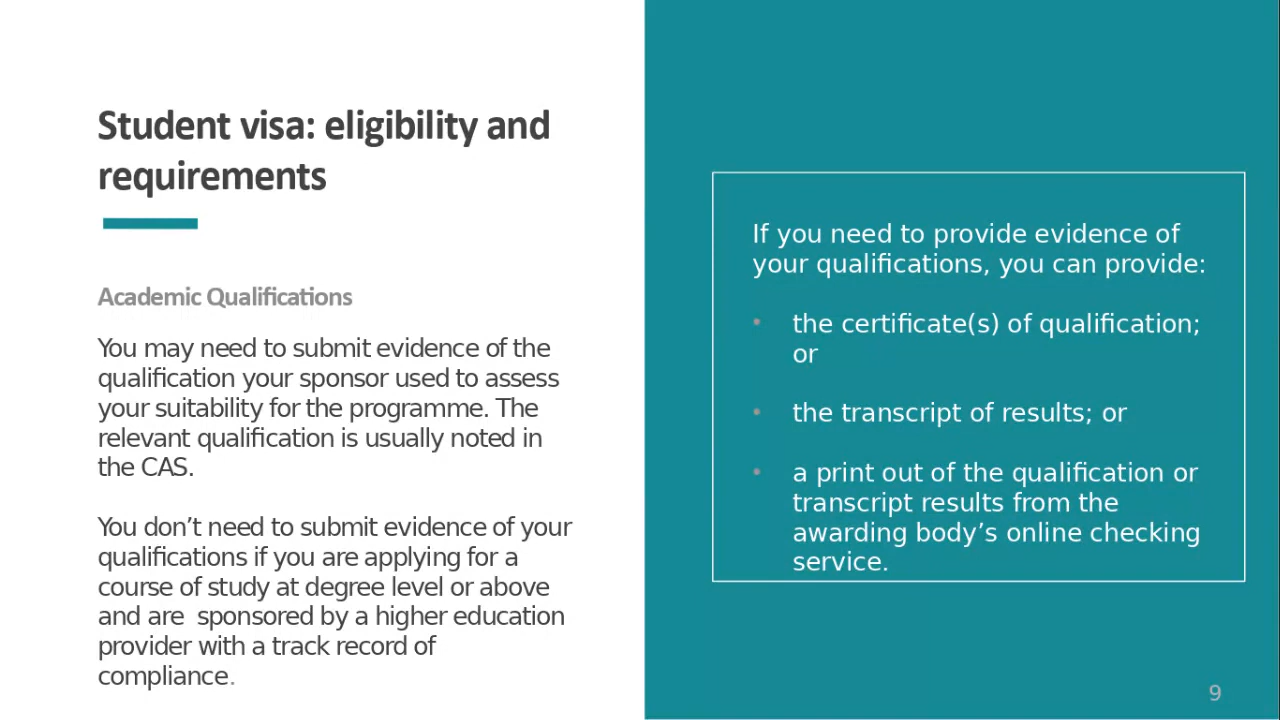 Student visa: eligibility and
requirements
Academic Qualifications
You may need to submit evidence of the
qualification your sponsor used to assess
your suitability for the programme. The
relevant qualification is usually noted in
the CAS.
You don’t need to submit evidence of your
qualifications if you are applying for a
course of study at degree level or above
and are  sponsored by a higher education
provider with a track record of
compliance.
If you need to provide evidence of
your qualifications, you can provide:
• the certificate(s) of qualification;
or
• the transcript of results; or
• a print out of the qualification or
transcript results from the
awarding body’s online checking
service.
9